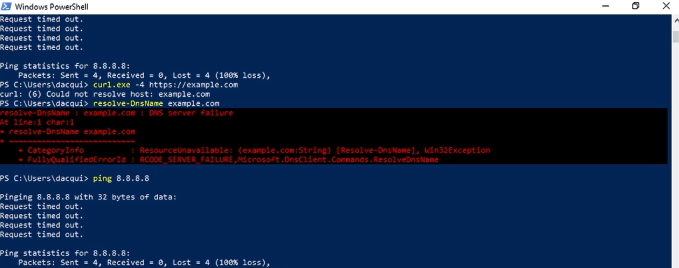 Windows PowerShell
Request timed out.
Request timed out.
Request timed out.
Request timed out.

Ping statistics for 8.8.8.8:
    Packets: Sent = 4, Received = 0, Lost = 4 (100% loss),
PS C:\Users\dacqui> curl.exe -4 https://example.com
curl: (6) Could not resolve host: example.com
PS C:\Users\dacqui> resolve-DnsName example.com
resolve-DnsName : example.com : DNS server failure
At line:1 char:1
+ resolve-DnsName example.com
+ ~~~~~~~~~~~~~~~~~~~~~~~~~~~
    + CategoryInfo          : ResourceUnavailable: (example.com:String) [Resolve-DnsName], Win32Exception
    + FullyQualifiedErrorId : RCODE_SERVER_FAILURE,Microsoft.DnsClient.Commands.ResolveDnsName

PS C:\Users\dacqui> ping 8.8.8.8

Pinging 8.8.8.8 with 32 bytes of data:
Request timed out.
Request timed out.
Request timed out.
Request timed out.

Ping statistics for 8.8.8.8:
    Packets: Sent = 4, Received = 0, Lost = 4 (100% loss),